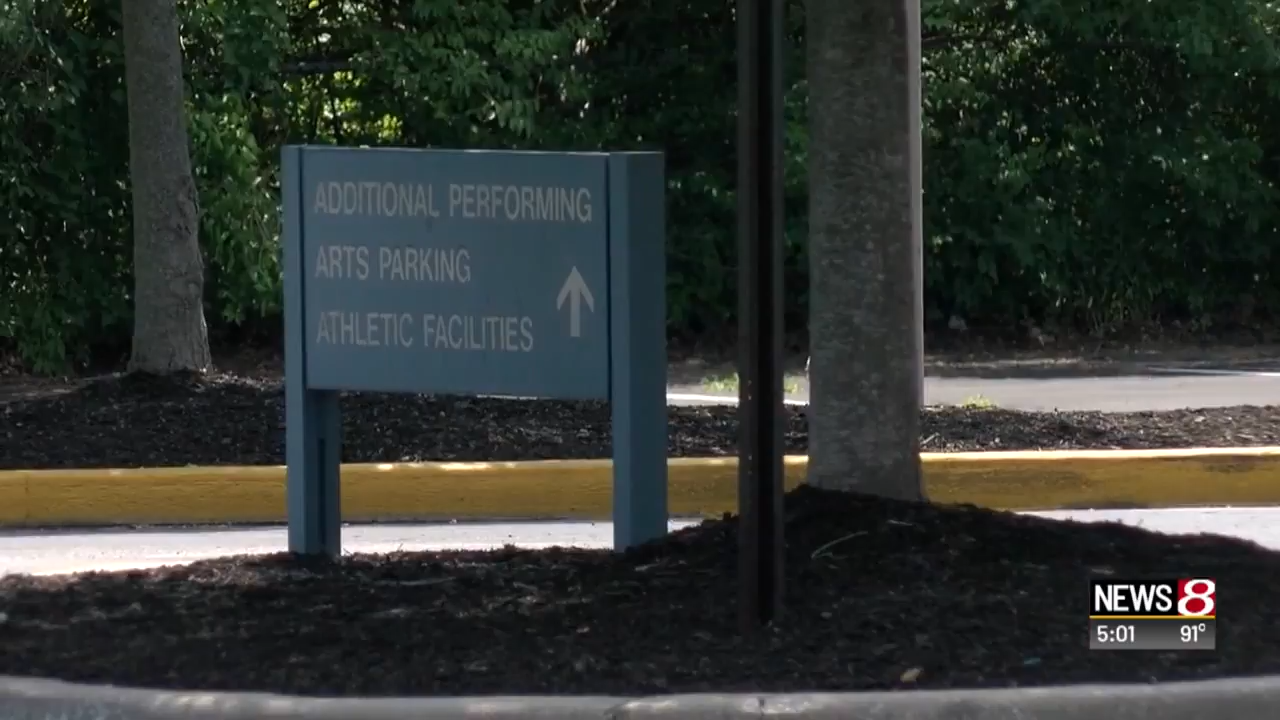 ADDITIONAL PERFORMING
ARTS PARKING
ATHLETIC FACILITIES
NEWS 8
5:01 91°